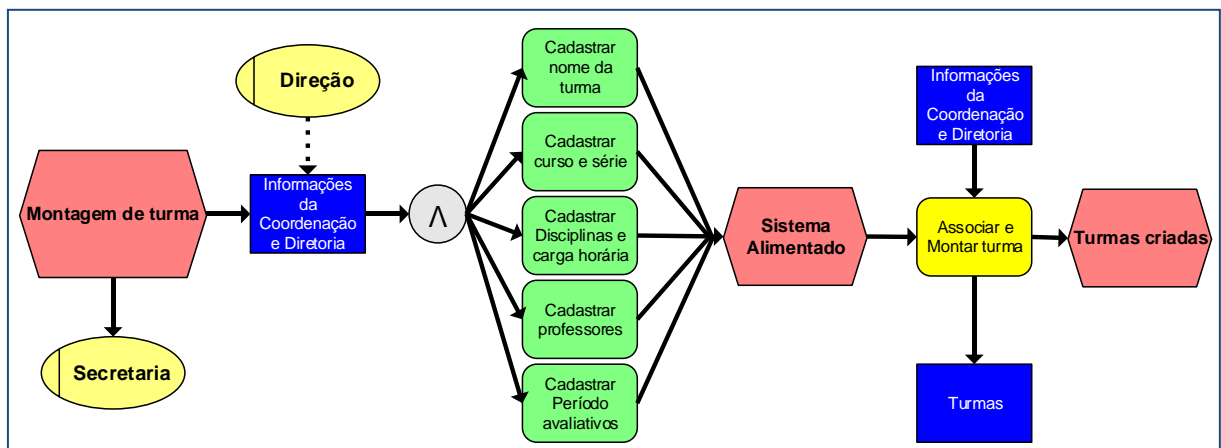 Direção
Montagem de turma
Secretaria
Informações
da
Coordenação
e Diretoria
Λ
Cadastrar
nome da
turma
Cadastrar
curso e série
Cadastrar
Disciplinas e
carga horária
Cadastrar
professores
Cadastrar
Período
avaliativos
Sistema
Alimentado
Informações
da
Coordenação
e Diretoria
Associar e
Montar turma
Turmas
Turmas criadas